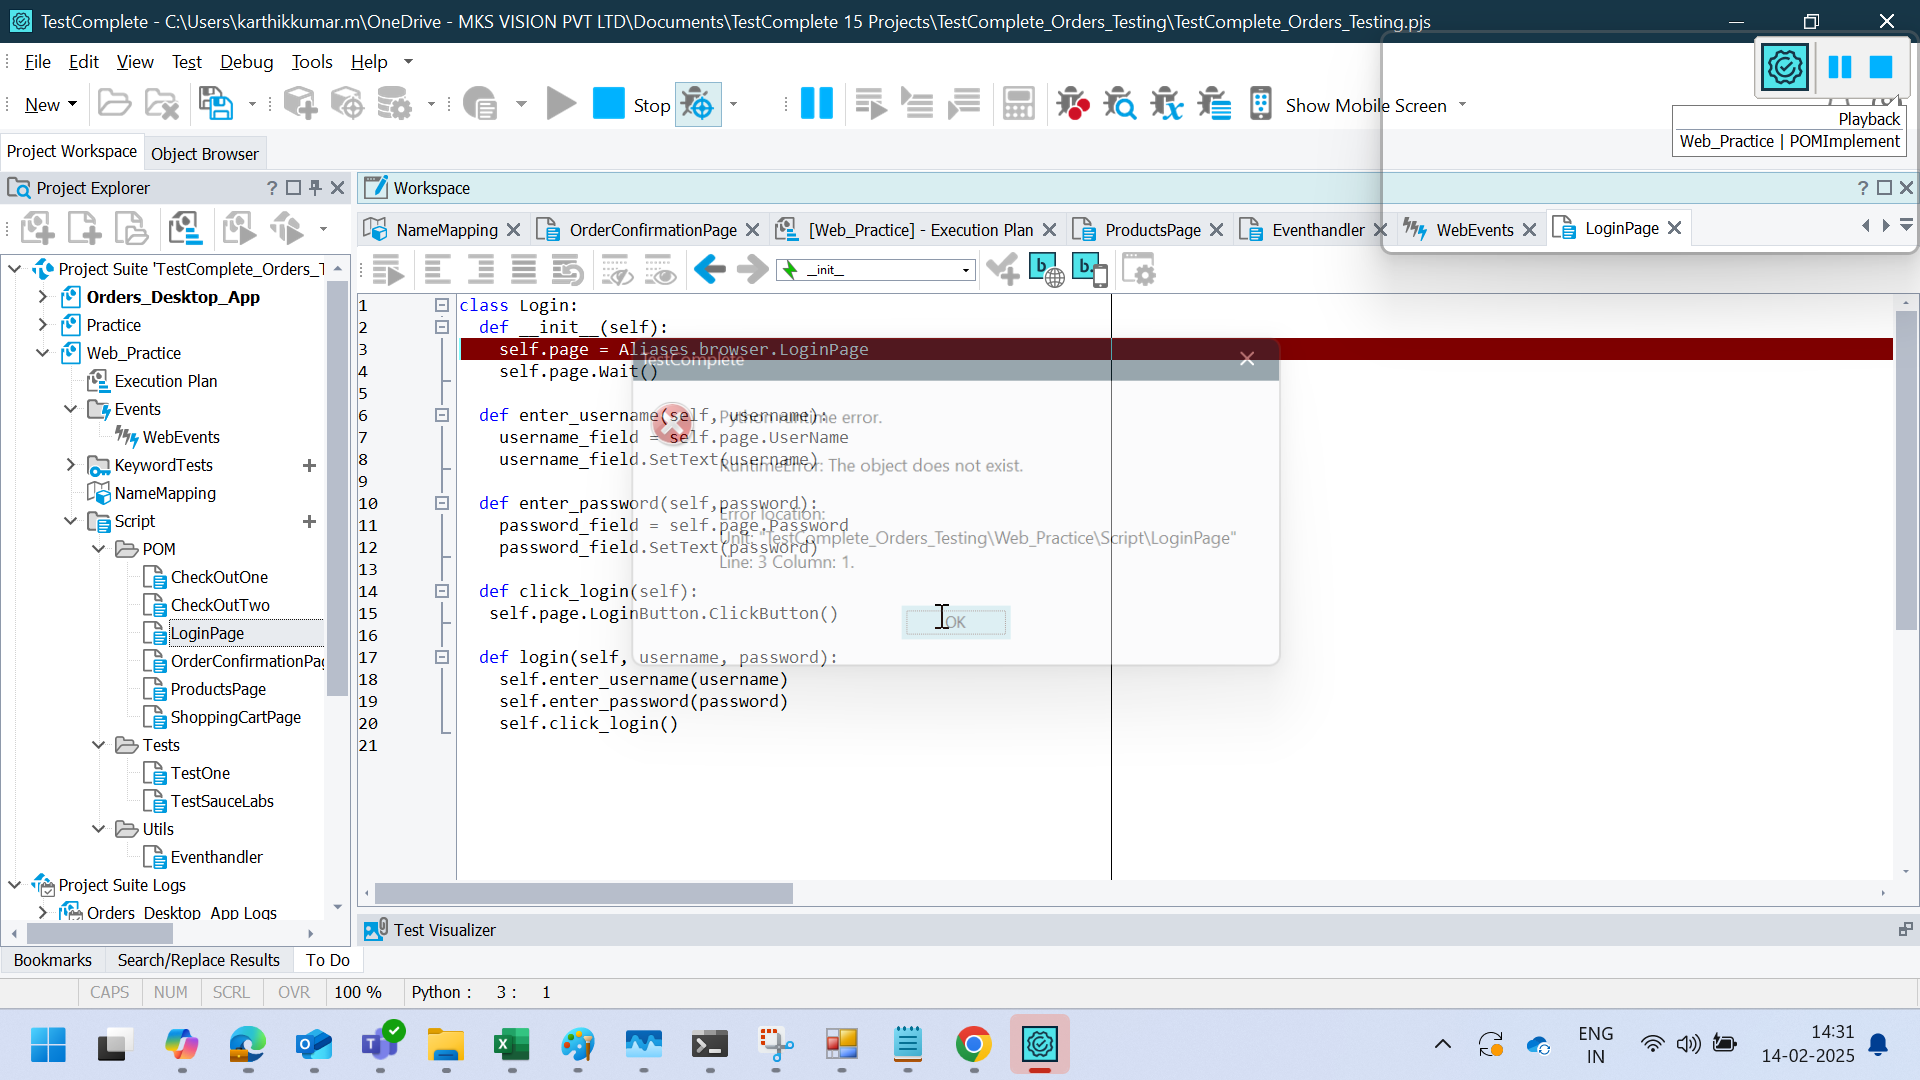 TestComplete - C:\Users\karthikkumar.m\OneDrive - MKS VISION PVT LTD\Documents\TestComplete 15 Projects\TestComplete_Orders_Testing\TestComplete_Orders_Testing.pjs
File Edit View Test Debug Tools Help
New Stop Show Mobile Screen
Playback
Web_Practice | POMImplement
Project Workspace Object Browser
Project Explorer
Workspace
NameMapping OrderConfirmationPage [Web_Practice] - Execution Plan ProductsPage Eventhandler WebEvents LoginPage
__init__
Project Suite 'TestComplete_Orders_T
Orders_Desktop_App
Practice
Web_Practice
Execution Plan
Events
WebEvents
KeywordTests
NameMapping
Script
POM
CheckOutOne
CheckOutTwo
LoginPage
OrderConfirmationPag
ProductsPage
ShoppingCartPage
Tests
TestOne
TestSauceLabs
Utils
Eventhandler
Project Suite Logs
Orders_Desktop_App Logs
1 class Login:
2 def __init__(self):
3 self.page = Aliases.browser.LoginPage
4 self.page.Wait()
5
6 def enter_username(self, username):
7 username_field = self.page.UserName
8 username_field.SetText(username)
9
10 def enter_password(self,password):
11 password_field = self.page.Password
12 password_field.SetText(password)
13
14 def click_login(self):
15 self.page.LoginButton.ClickButton()
16
17 def login(self, username, password):
18 self.enter_username(username)
19 self.enter_password(password)
20 self.click_login()
21
TestComplete
Python runtime error.
RuntimeError: The object does not exist.
Error location:
Unit: "TestComplete_Orders_Testing\Web_Practice\Script\LoginPage"
Line: 3 Column: 1.
OK
Test Visualizer
Bookmarks Search/Replace Results To Do
CAPS NUM SCRL OVR 100 % Python : 3 : 1
ENG
IN
14:31
14-02-2025